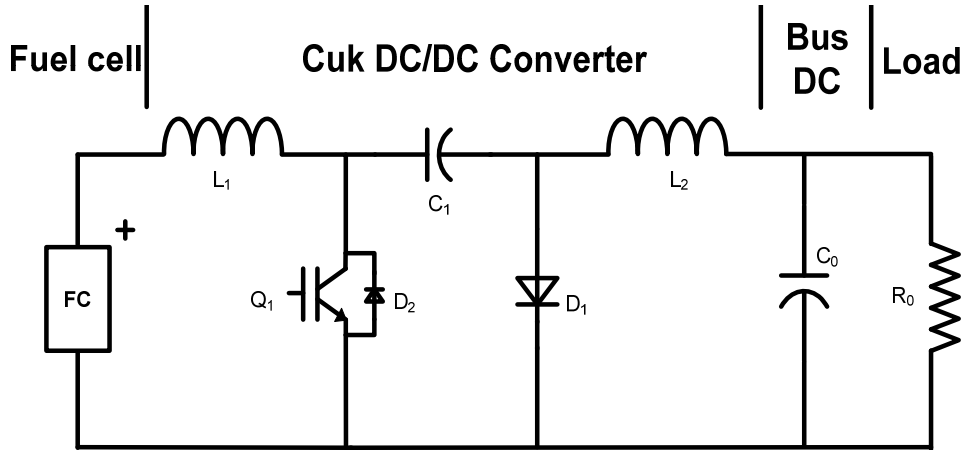 Fuel cell
Cuk DC/DC Converter
Bus
DC
Load
L₁
C₁
L₂
+
FC
Q₁
D₂
D₁
C₀
R₀